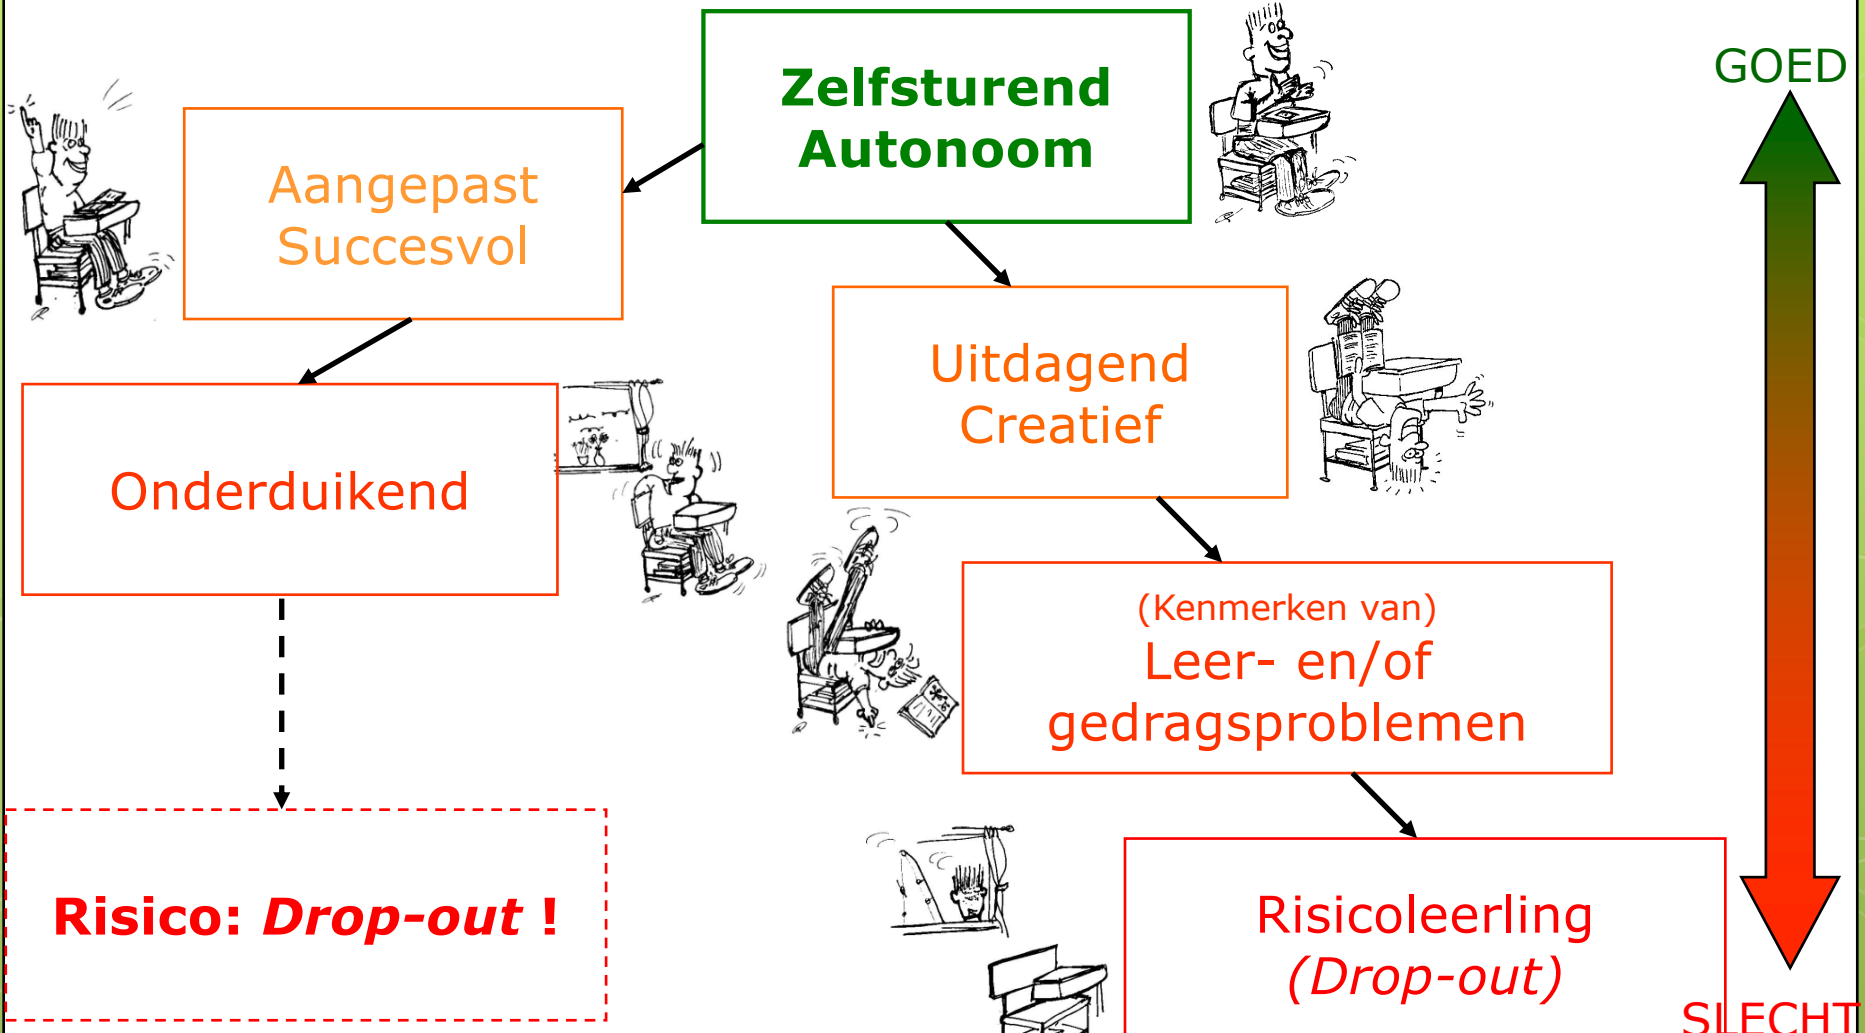 Zelfsturend
Autonoom
GOED
Aangepast
Succesvol
Uitdagend
Creatief
Onderduikend
(Kenmerken van)
Leer- en/of
gedragsproblemen
Risico: Drop-out !
Risicoleerling
(Drop-out)
SLECHT